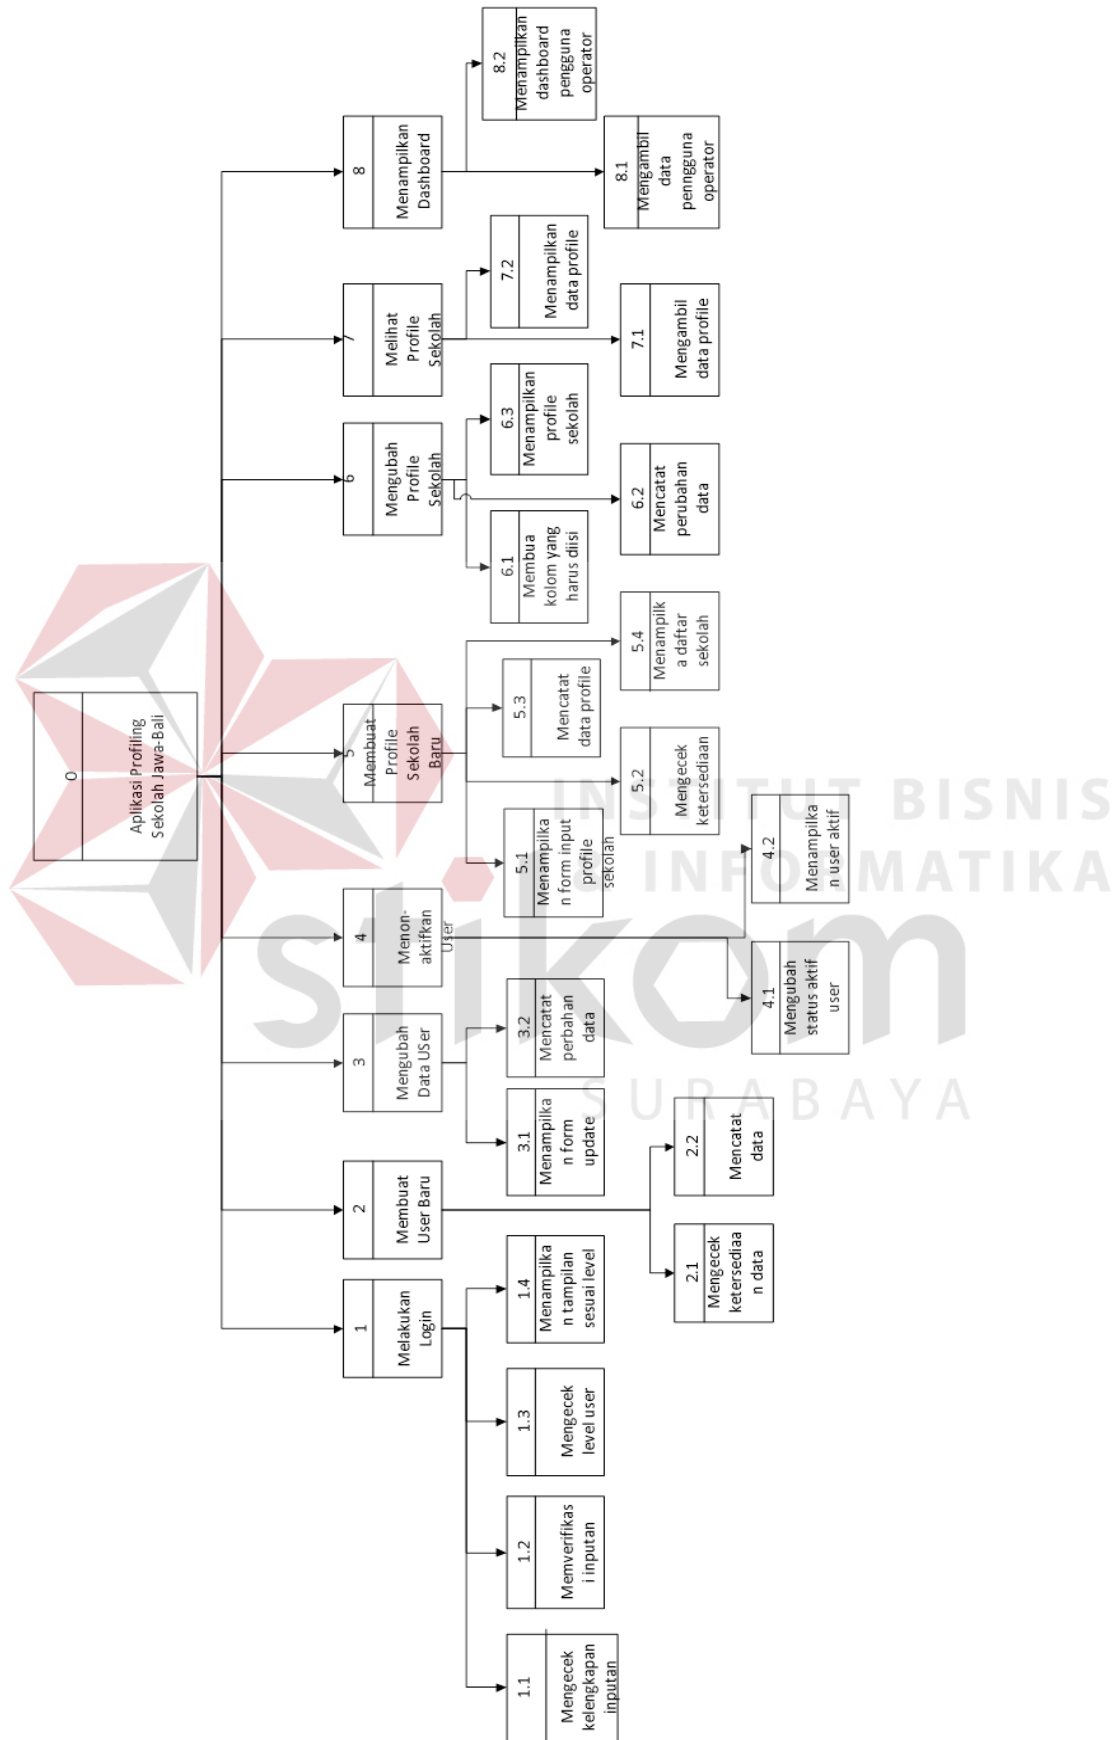 0
Aplikasi Profiling
Sekolah Jawa-Bali
1
Melakukan
Login
2
Membuat
User Baru
3
Mengubah
Data USer
4
Menon-
aktifkan
User
5
Membuat
Profile
Sekolah
Baru
6
Mengubah
Profile
Sekolah
7
Melihat
Profile
Sekolah
8
Menampilkan
Dashboard
1.1
Mengecek
kelengkapan
inputan
1.2
Memverifikas
i inputan
1.3
Mengecek
level user
1.4
Menampilka
n tampilan
sesuai level
2.1
Mengecek
ketersediaa
n data
2.2
Mencatat
data
3.1
Menampilka
n form
update
3.2
Mencatat
perbahan
data
4.1
Mengubah
status aktif
user
4.2
Menampilka
n user aktif
5.1
Menampilka
n form input
profile
sekolah
5.2
Mengecek
ketersediaan
5.3
Mencatat
data profile
5.4
Menampilk
a daftar
sekolah
6.1
Membua
kolom yang
harus diisi
6.2
Mencatat
perubahan
data
6.3
Menampilkan
profile
sekolah
7.1
Mengambil
data profile
7.2
Menampilkan
data profile
8.1
Mengambil
data
penngguna
operator
8.2
Menampilkan
dashboard
pengguna
operator
INSTITUT BISNIS
& INFORMATIKA
stikom
SURABAYA